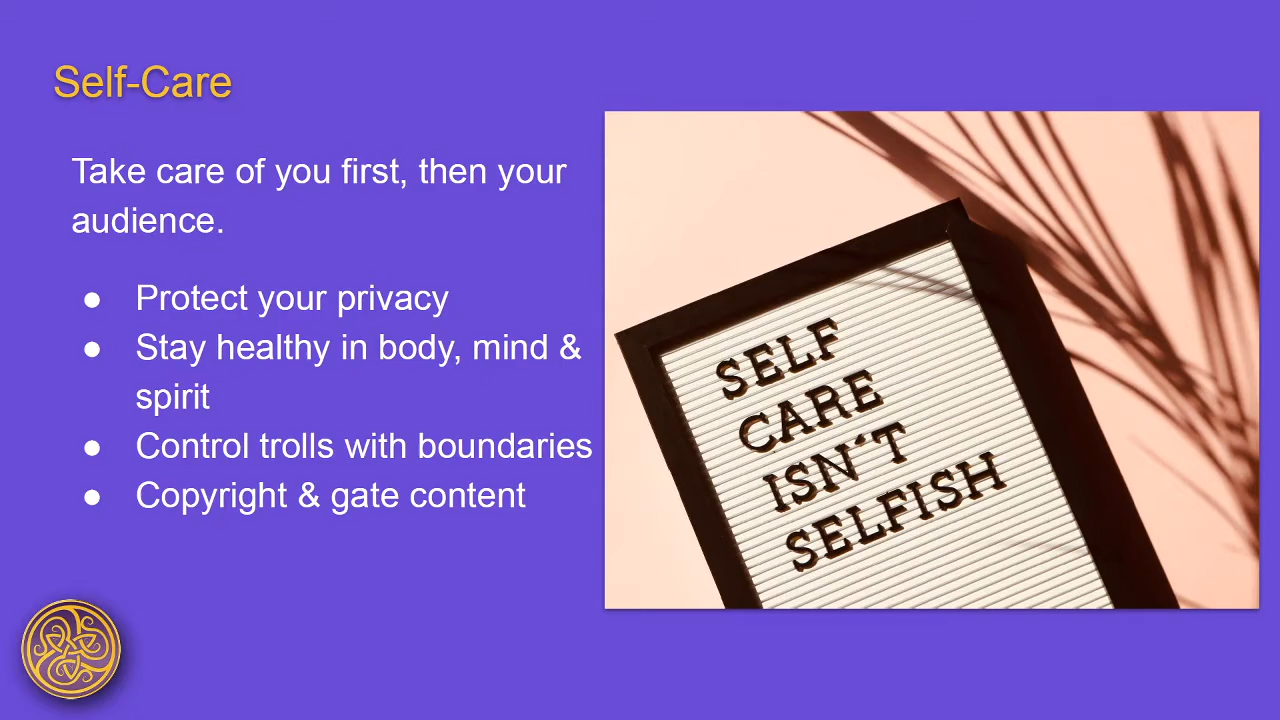 Self-Care
Take care of you first, then your
audience.
● Protect your privacy
● Stay healthy in body, mind &
spirit
● Control trolls with boundaries
● Copyright & gate content
SELF
CARE
ISN´T
SELFISH